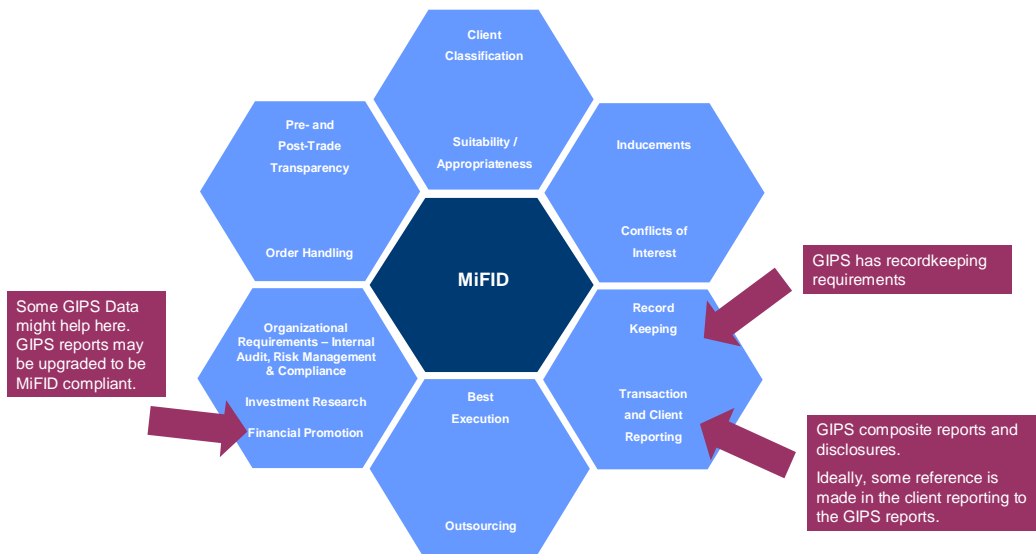 Client
Classification
Suitability /
Appropriateness
Pre- and
Post-Trade
Transparency
Order Handling
Inducements
Conflicts of
Interest
MiFID
GIPS has recordkeeping
requirements
Record
Keeping
Transaction
and Client
Reporting
Some GIPS Data
might help here.
GIPS reports may
be upgraded to be
MiFID compliant.
Organizational
Requirements – Internal
Audit, Risk Management
& Compliance
Investment Research
Financial Promotion
Best
Execution
Outsourcing
GIPS composite reports and
disclosures.
Ideally, some reference is
made in the client reporting to
the GIPS reports.